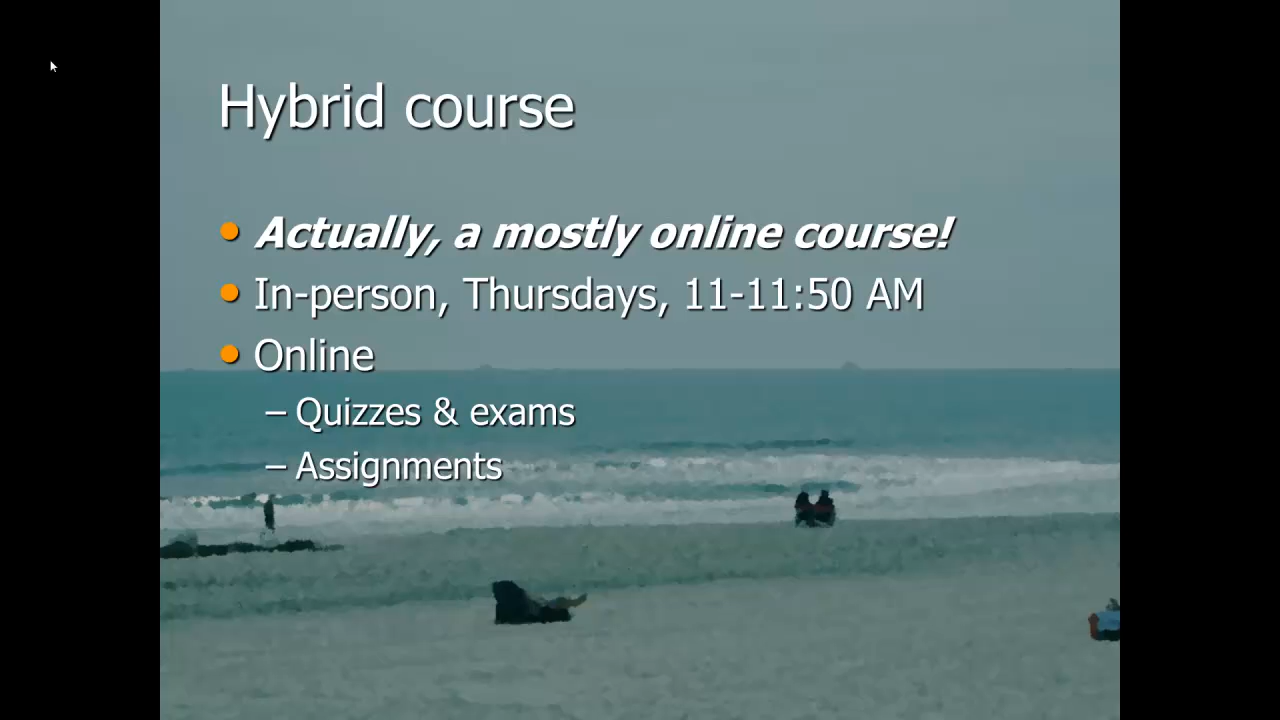 Hybrid course
Actually, a mostly online course!
In-person, Thursdays, 11-11:50 AM
Online
– Quizzes & exams
– Assignments